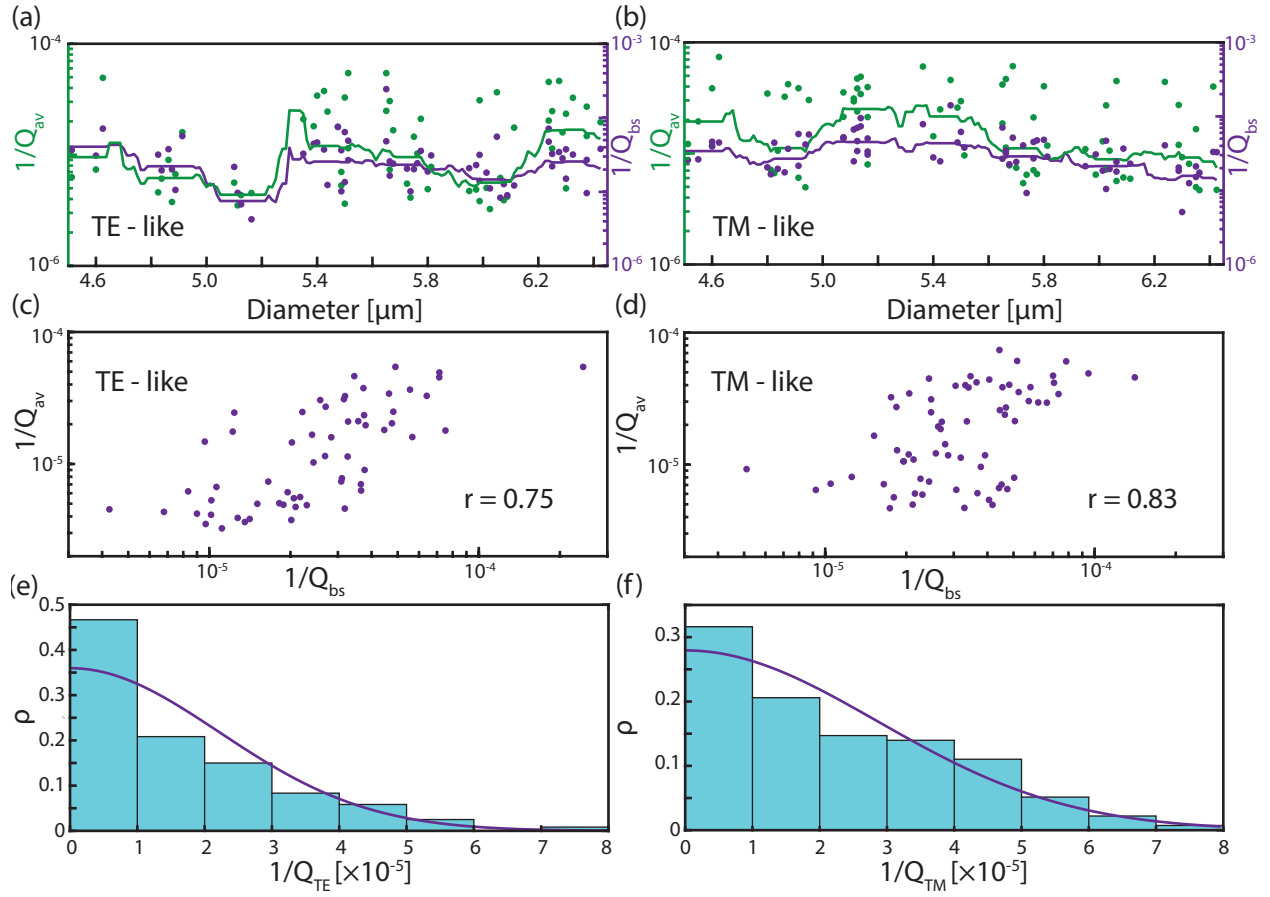 (a)
(b)
10⁻⁴
10⁻³
10⁻⁴
10⁻³
1/Q_av
1/Q_bs
1/Q_av
1/Q_bs
TE - like
TM - like
10⁻⁶
10⁻⁶
10⁻⁶
10⁻⁶
4.6 5.0 5.4 5.8 6.2
4.6 5.0 5.4 5.8 6.2
Diameter [μm]
Diameter [μm]
(c)
(d)
10⁻⁴
10⁻⁴
TE - like
TM - like
1/Q_av
1/Q_av
10⁻⁵
10⁻⁵
r = 0.75
r = 0.83
10⁻⁵ 10⁻⁴
10⁻⁵ 10⁻⁴
1/Q_bs
1/Q_bs
(e)
(f)
0.5
0.4
0.3
0.2
0.1
0
ρ
0.3
0.2
0.1
0
ρ
0 1 2 3 4 5 6 7 8
0 1 2 3 4 5 6 7 8
1/Q_TE [×10⁻⁵]
1/Q_TM [×10⁻⁵]